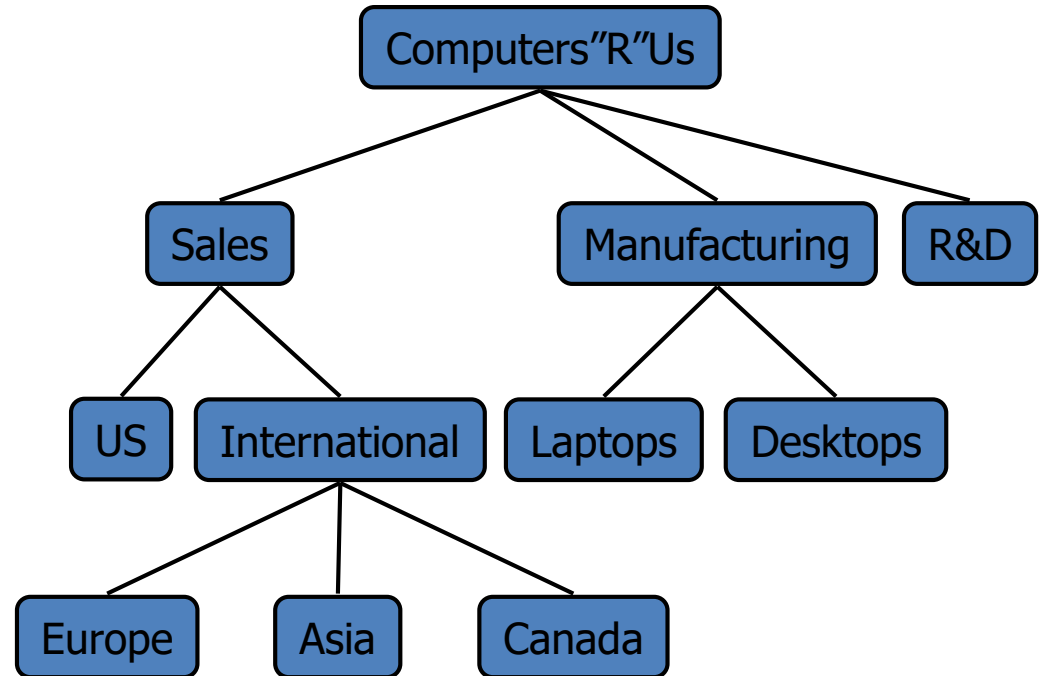 Computers”R”Us
Sales
Manufacturing
R&D
US
International
Laptops
Desktops
Europe
Asia
Canada